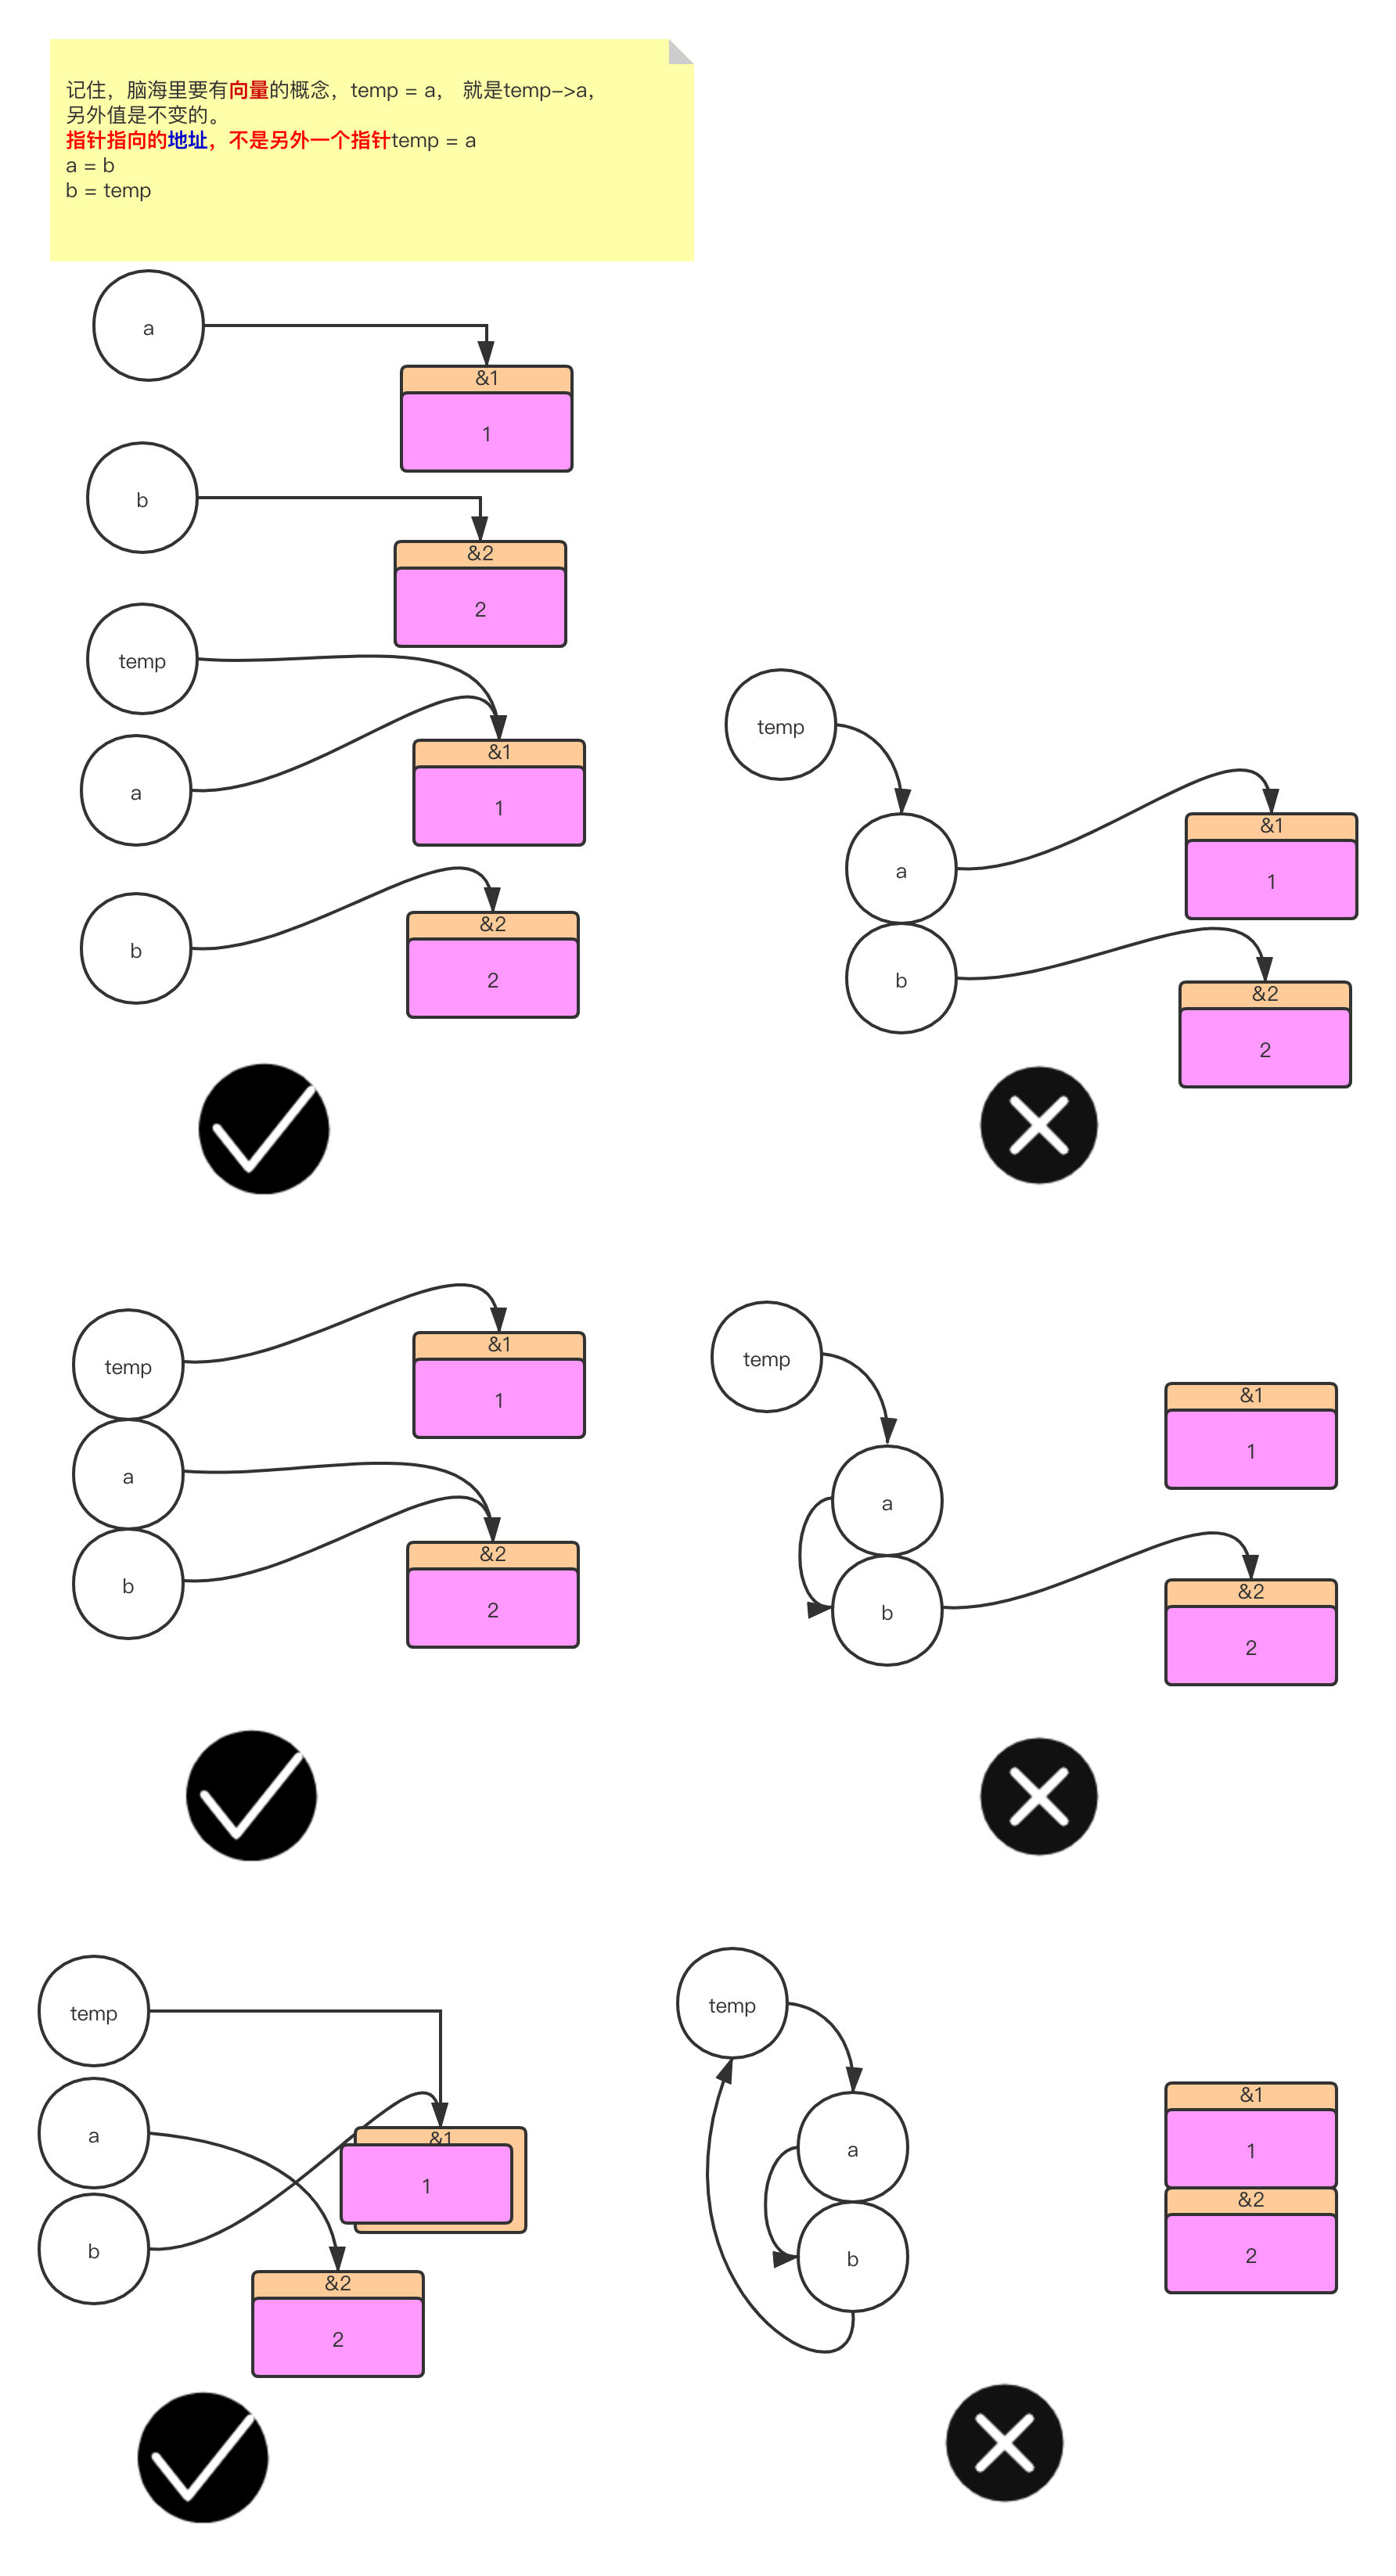 记住，脑海里要有向量的概念，temp = a， 就是temp->a，
另外值是不变的。
指针指向的地址，不是另外一个指针temp = a
a = b
b = temp
a
&1
1
b
&2
2
temp
&1
a
1
b
&2
2
temp
&1
a
1
b
&2
2
temp
&1
1
a
&2
b
2
temp
&1
1
a
&2
b
2
temp
a
&1
1
b
&2
2
temp
&1
a
1
&2
b
2